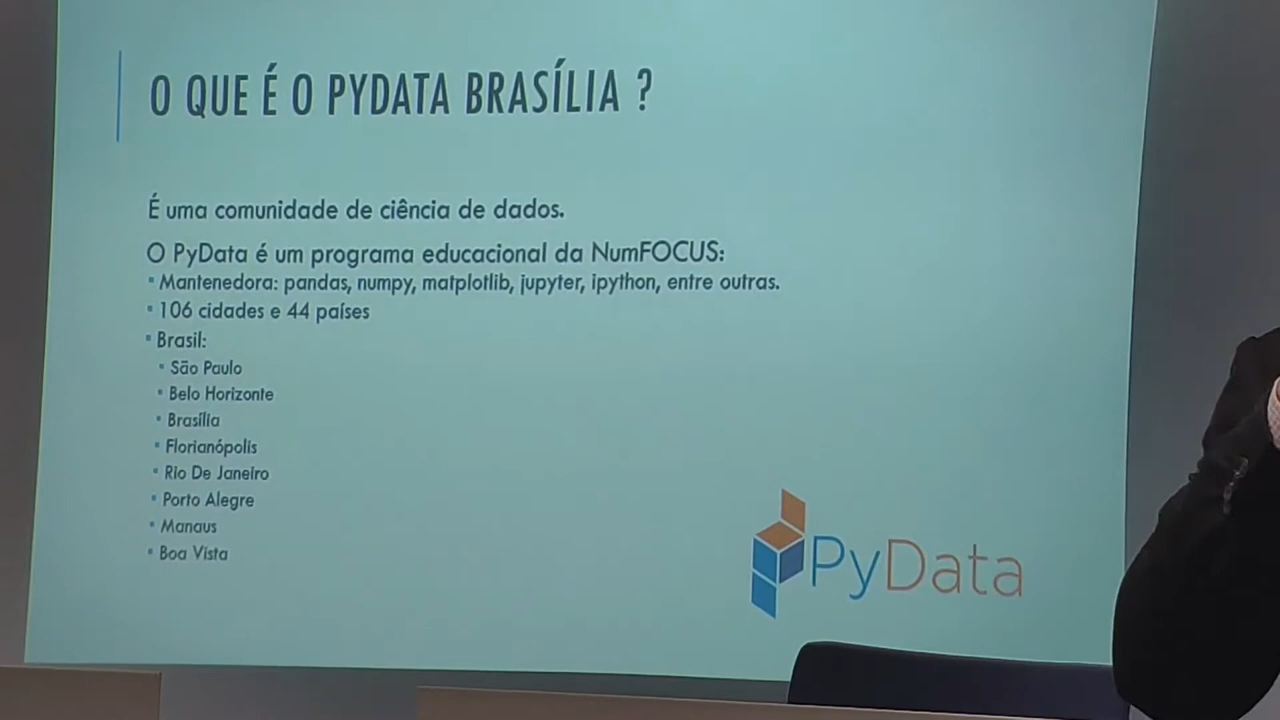 O QUE É O PYDATA BRASÍLIA ?
É uma comunidade de ciência de dados.
O PyData é um programa educacional da NumFOCUS:
▪ Mantenedora: pandas, numpy, matplotlib, jupyter, ipython, entre outras.
▪ 106 cidades e 44 países
▪ Brasil:
▪ São Paulo
▪ Belo Horizonte
▪ Brasília
▪ Florianópolis
▪ Rio De Janeiro
▪ Porto Alegre
▪ Manaus
▪ Boa Vista
PyData